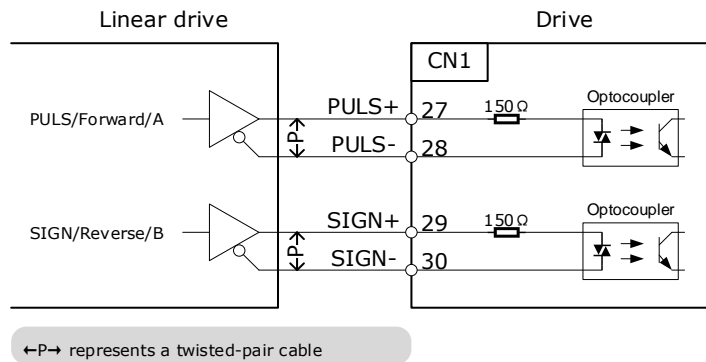 Linear drive
Drive
CN1
PULS/Forward/A
←P→
PULS+
27
150Ω
Optocoupler
PULS-
28
SIGN/Reverse/B
←P→
SIGN+
29
150Ω
Optocoupler
SIGN-
30
←P→ represents a twisted-pair cable